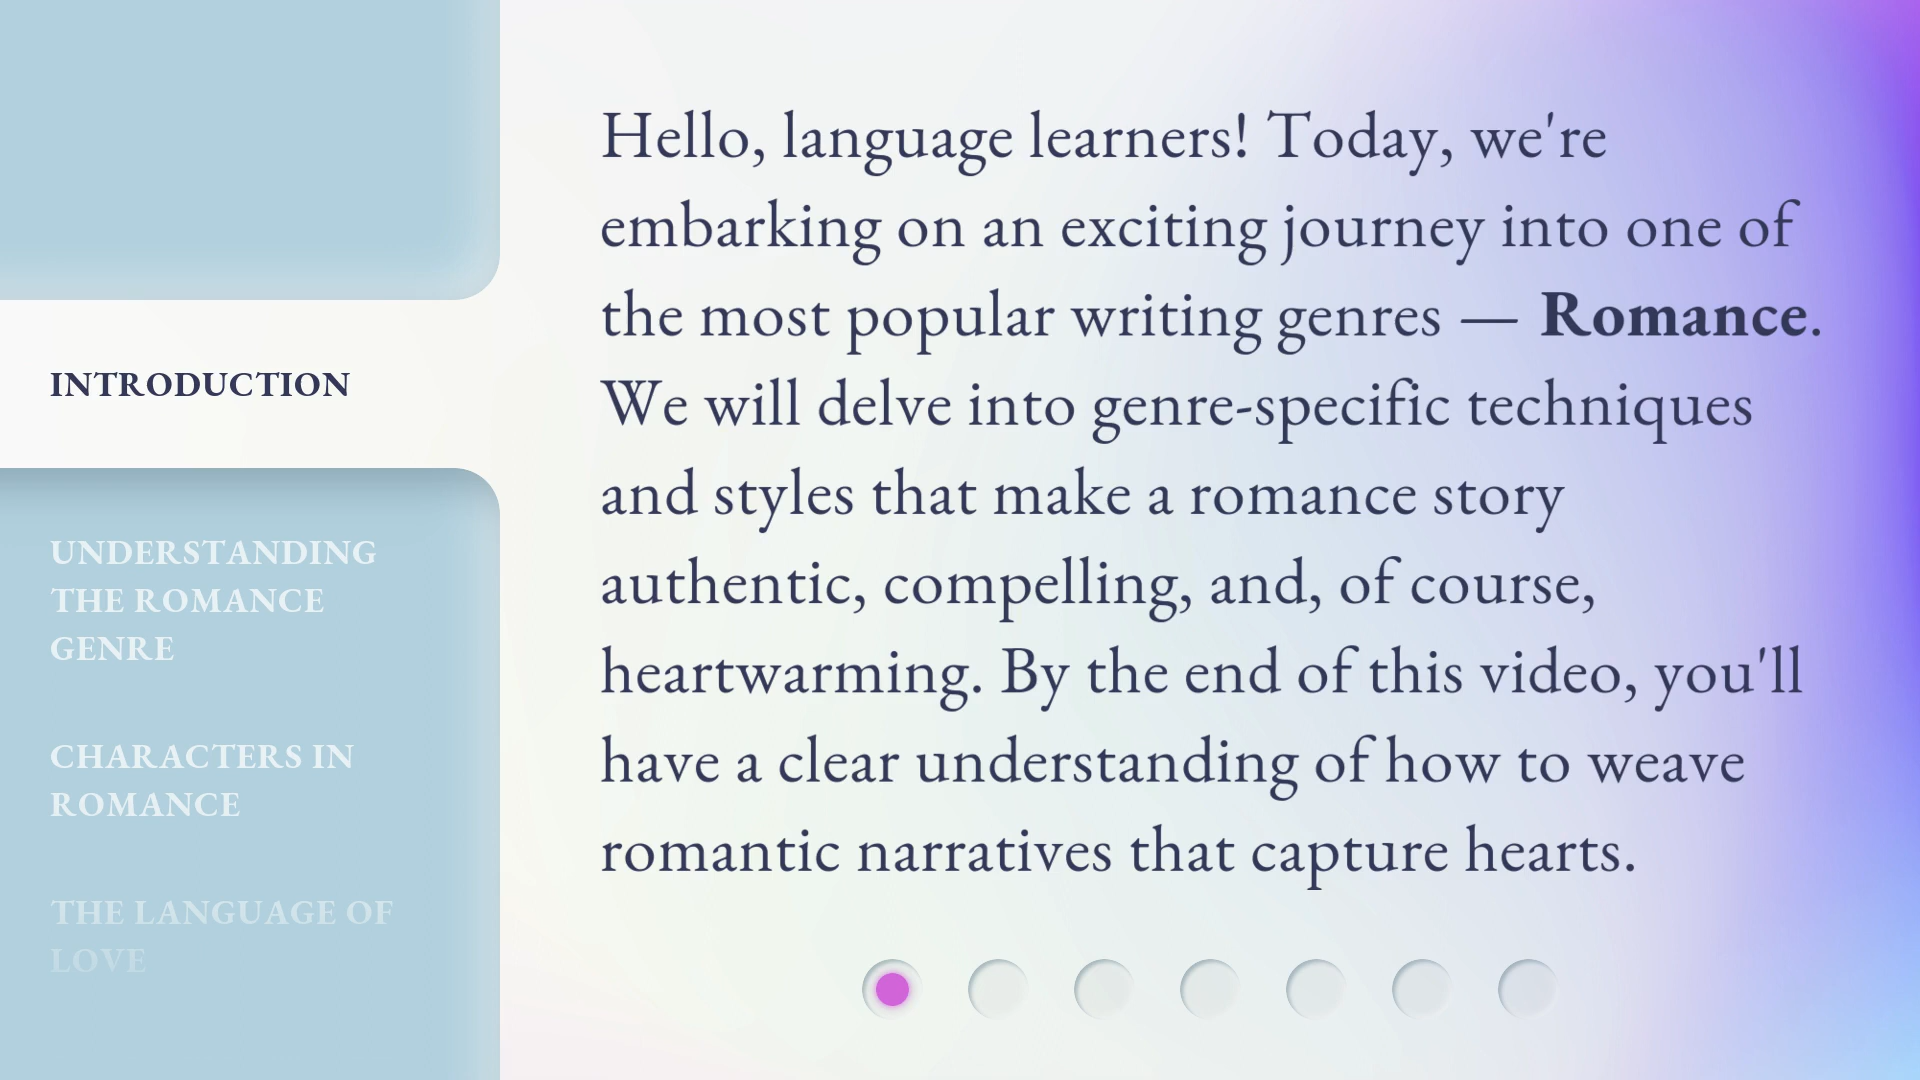 INTRODUCTION
UNDERSTANDING
THE ROMANCE
GENRE
CHARACTERS IN
ROMANCE
THE LANGUAGE OF
LOVE
Hello, language learners! Today, we're
embarking on an exciting journey into one of
the most popular writing genres — Romance.
We will delve into genre-specific techniques
and styles that make a romance story
authentic, compelling, and, of course,
heartwarming. By the end of this video, you'll
have a clear understanding of how to weave
romantic narratives that capture hearts.